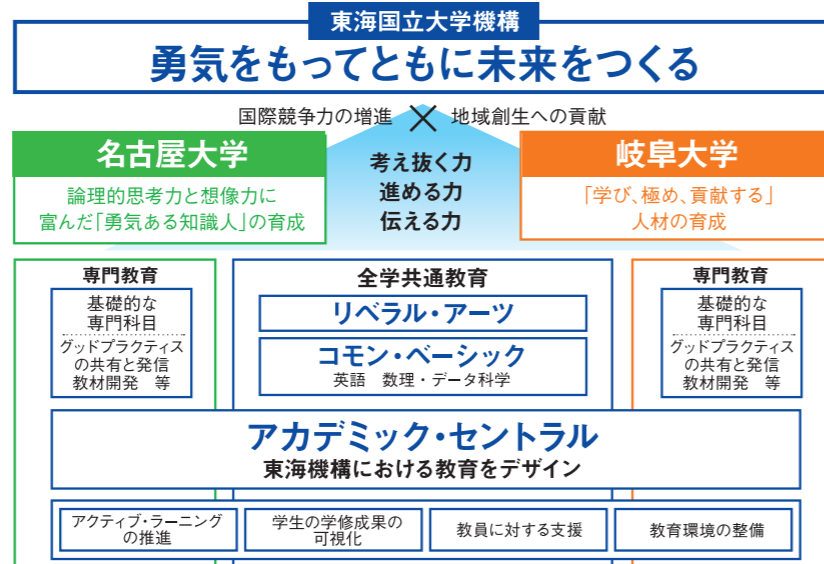 東海国立大学機構
勇気をもってともに未来をつくる
国際競争力の増進 × 地域創生への貢献
名古屋大学
論理的思考力と想像力に
富んだ「勇気ある知識人」の育成
考え抜く力
進める力
伝える力
岐阜大学
「学び、極め、貢献する」
人材の育成
専門教育
基礎的な
専門科目
グッドプラクティス
の共有と発信
教材開発　等
全学共通教育
リベラル・アーツ
コモン・ベーシック
英語　数理・データ科学
専門教育
基礎的な
専門科目
グッドプラクティス
の共有と発信
教材開発　等
アカデミック・セントラル
東海機構における教育をデザイン
アクティブ・ラーニング
の推進
学生の学修成果の
可視化
教員に対する支援
教育環境の整備